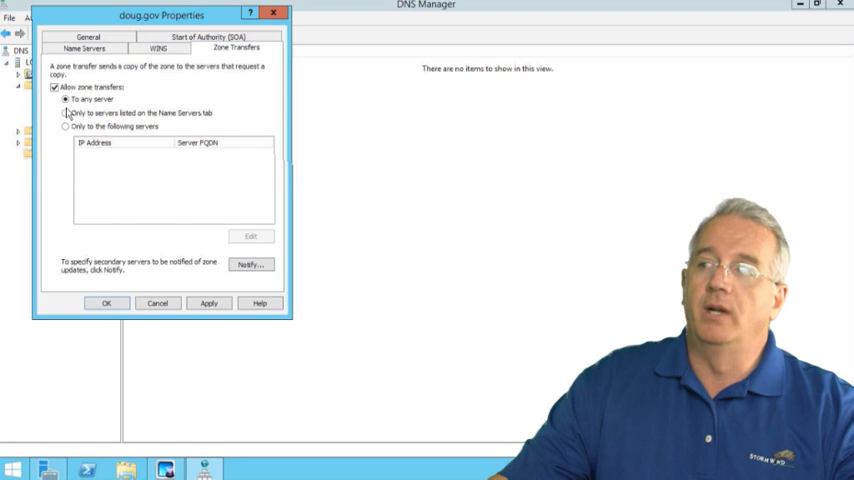 DNS Manager
doug.gov Properties
?
File
General
Start of Authority (SOA)
Name Servers
WINS
Zone Transfers
DNS
A zone transfer sends a copy of the zone to the servers that request a
copy.
Allow zone transfers:
To any server
Only to servers listed on the Name Servers tab
Only to the following servers
IP Address
Server FQDN
Edit
To specify secondary servers to be notified of zone
updates, click Notify.
Notify...
OK
Cancel
Apply
Help
There are no items to show in this view.
STORMWIND